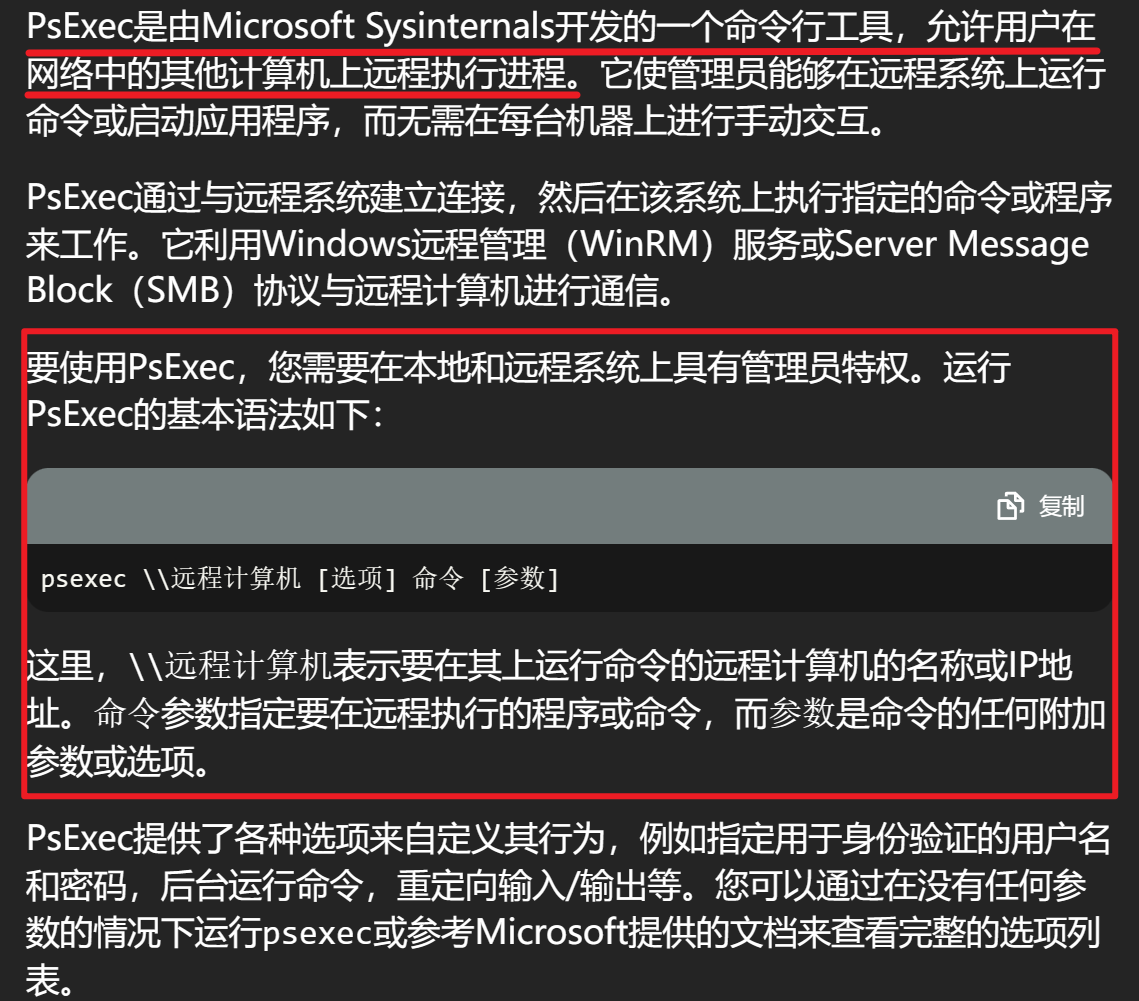 PsExec是由Microsoft Sysinternals开发的一个命令行工具，允许用户在
网络中的其他计算机上远程执行进程。它使管理员能够在远程系统上运行
命令或启动应用程序，而无需在每台机器上进行手动交互。
PsExec通过与远程系统建立连接，然后在该系统上执行指定的命令或程序
来工作。它利用Windows远程管理（WinRM）服务或Server Message
Block（SMB）协议与远程计算机进行通信。
要使用PsExec，您需要在本地和远程系统上具有管理员特权。运行
PsExec的基本语法如下：
复制
psexec \\远程计算机 [选项] 命令 [参数]
这里，\\远程计算机表示要在其上运行命令的远程计算机的名称或IP地
址。命令参数指定要在远程执行的程序或命令，而参数是命令的任何附加
参数或选项。
PsExec提供了各种选项来自定义其行为，例如指定用于身份验证的用户名
和密码，后台运行命令，重定向输入/输出等。您可以通过在没有任何参
数的情况下运行psexec或参考Microsoft提供的文档来查看完整的选项列
表。